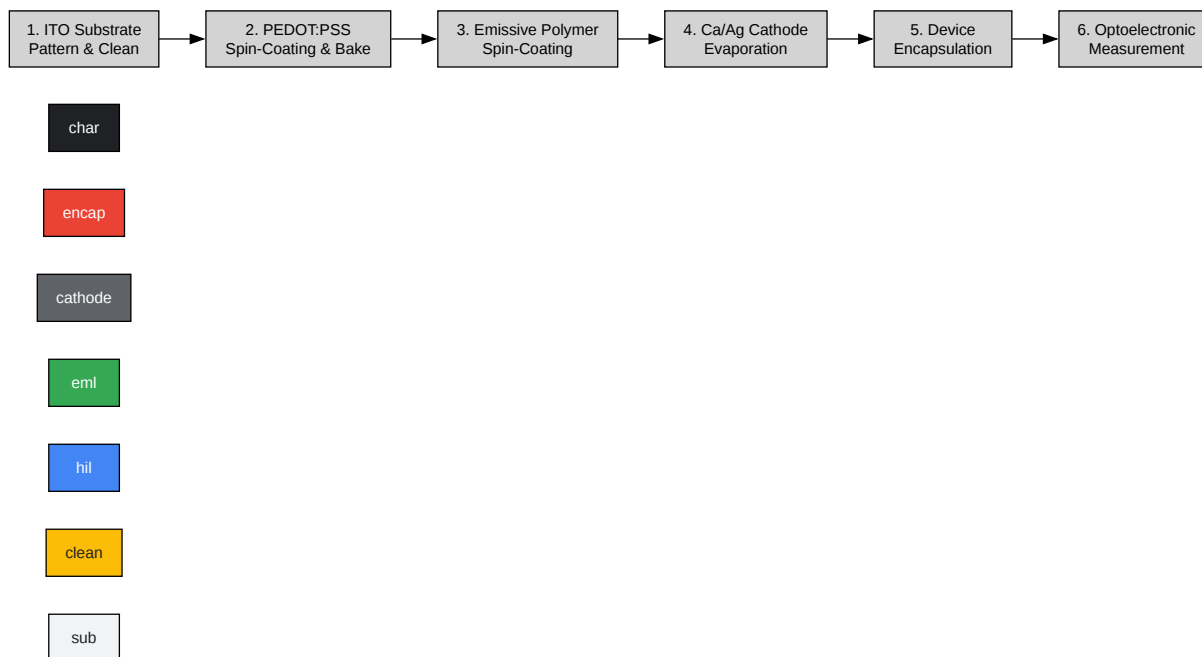 1. ITO Substrate
Pattern & Clean
2. PEDOT:PSS
Spin-Coating & Bake
3. Emissive Polymer
Spin-Coating
4. Ca/Ag Cathode
Evaporation
5. Device
Encapsulation
6. Optoelectronic
Measurement
char
encap
cathode
eml
hil
clean
sub